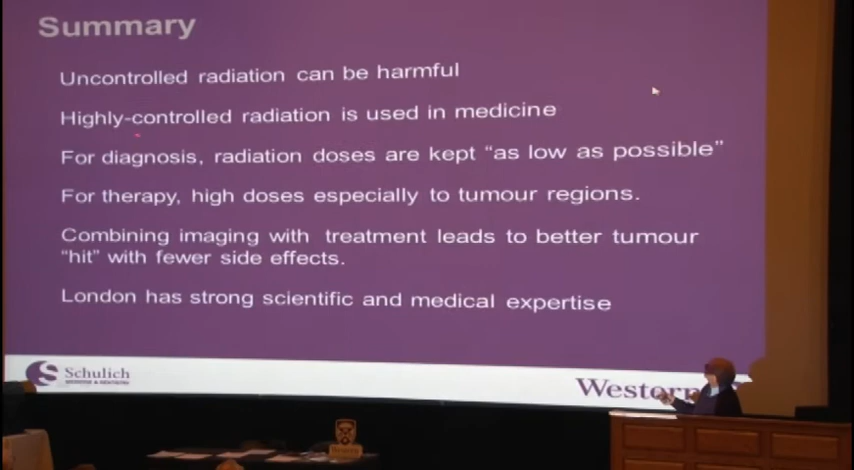 Summary
Uncontrolled radiation can be harmful
Highly-controlled radiation is used in medicine
For diagnosis, radiation doses are kept “as low as possible”
For therapy, high doses especially to tumour regions.
Combining imaging with treatment leads to better tumour
“hit” with fewer side effects.
London has strong scientific and medical expertise
Schulich
MEDICINE & DENTISTRY
Western